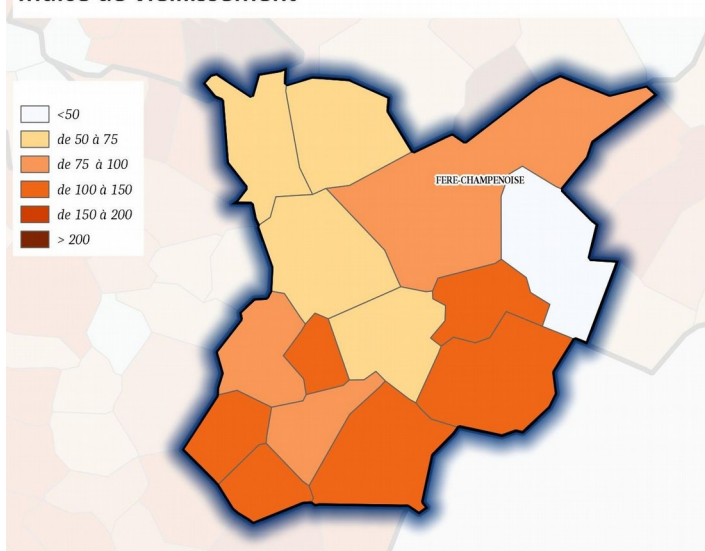 Indice de vieillissement
<50
de 50 à 75
de 75 à 100
de 100 à 150
de 150 à 200
> 200
FERE-CHAMPENOISE